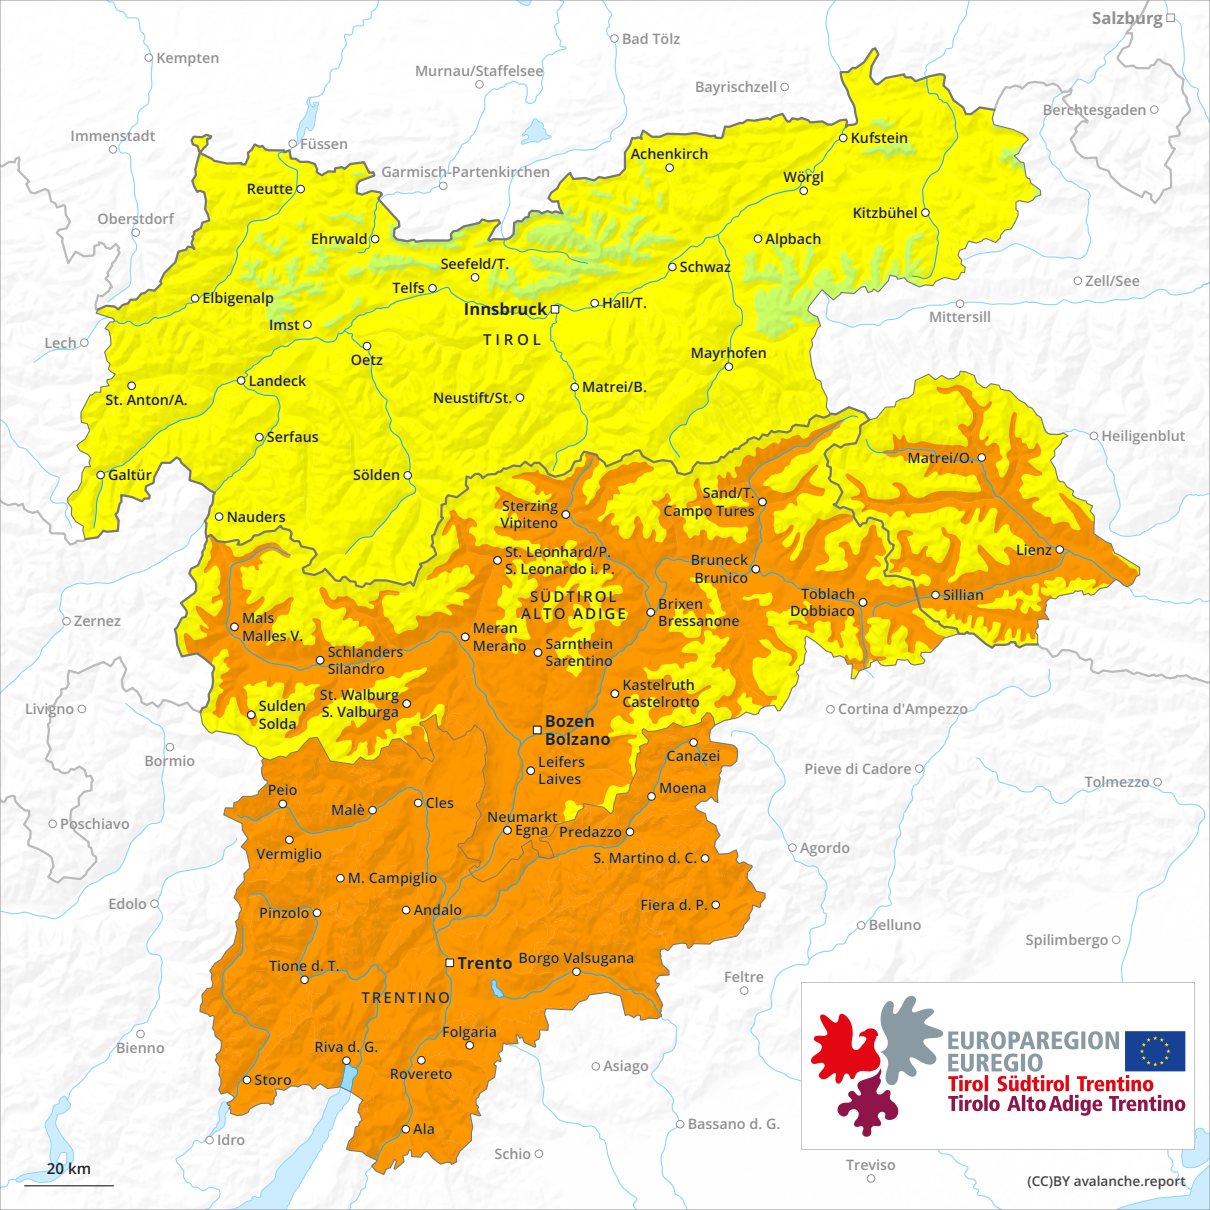 Salzburg
Bad Tölz
Kempten
Murnau/Staffelsee
Bayrischzell
Berchtesgaden
Immenstadt
Füssen
Kufstein
Achenkirch
Garmisch-Partenkirchen
Wörgl
Reutte
Oberstdorf
Kitzbühel
Ehrwald
Alpbach
Seefeld/T.
Schwaz
Zell/See
Telfs
Elbigenalp
Hall/T.
Innsbruck
Mittersill
Imst
TIROL
Lech
Oetz
Mayrhofen
Landeck
Matrei/B.
St. Anton/A.
Neustift/St.
Serfaus
Heiligenblut
Matrei/O.
Galtür
Sölden
Sand/T.
Campo Tures
Sterzing
Vipiteno
Nauders
St. Leonhard/P.
S. Leonardo i. P.
Lienz
Bruneck
Brunico
SÜDTIROL
ALTO ADIGE
Toblach
Dobbiaco
Sillian
Brixen
Bressanone
Zernez
Mals
Malles V.
Meran
Merano
Sarnthein
Sarentino
Schlanders
Silandro
Kastelruth
Castelrotto
St. Walburg
S. Valburga
Livigno
Sulden
Solda
Cortina d'Ampezzo
Bozen
Bolzano
Bormio
Canazei
Leifers
Laives
Pieve di Cadore
Tolmezzo
Peio
Moena
Malè
Cles
Neumarkt
Egna
Predazzo
Poschiavo
Vermiglio
Agordo
S. Martino d. C.
M. Campiglio
Edolo
Pinzolo
Andalo
Fiera d. P.
Belluno
Spilimbergo
Borgo Valsugana
Trento
Tione d. T.
Feltre
TRENTINO
Folgaria
Bienno
Riva d. G.
EUROPAREGION
EUREGIO
Tirol Südtirol Trentino
Tirolo Alto Adige Trentino
Asiago
Rovereto
Storo
Bassano d. G.
Ala
Idro
Schio
Treviso
20 km
(CC)BY avalanche.report